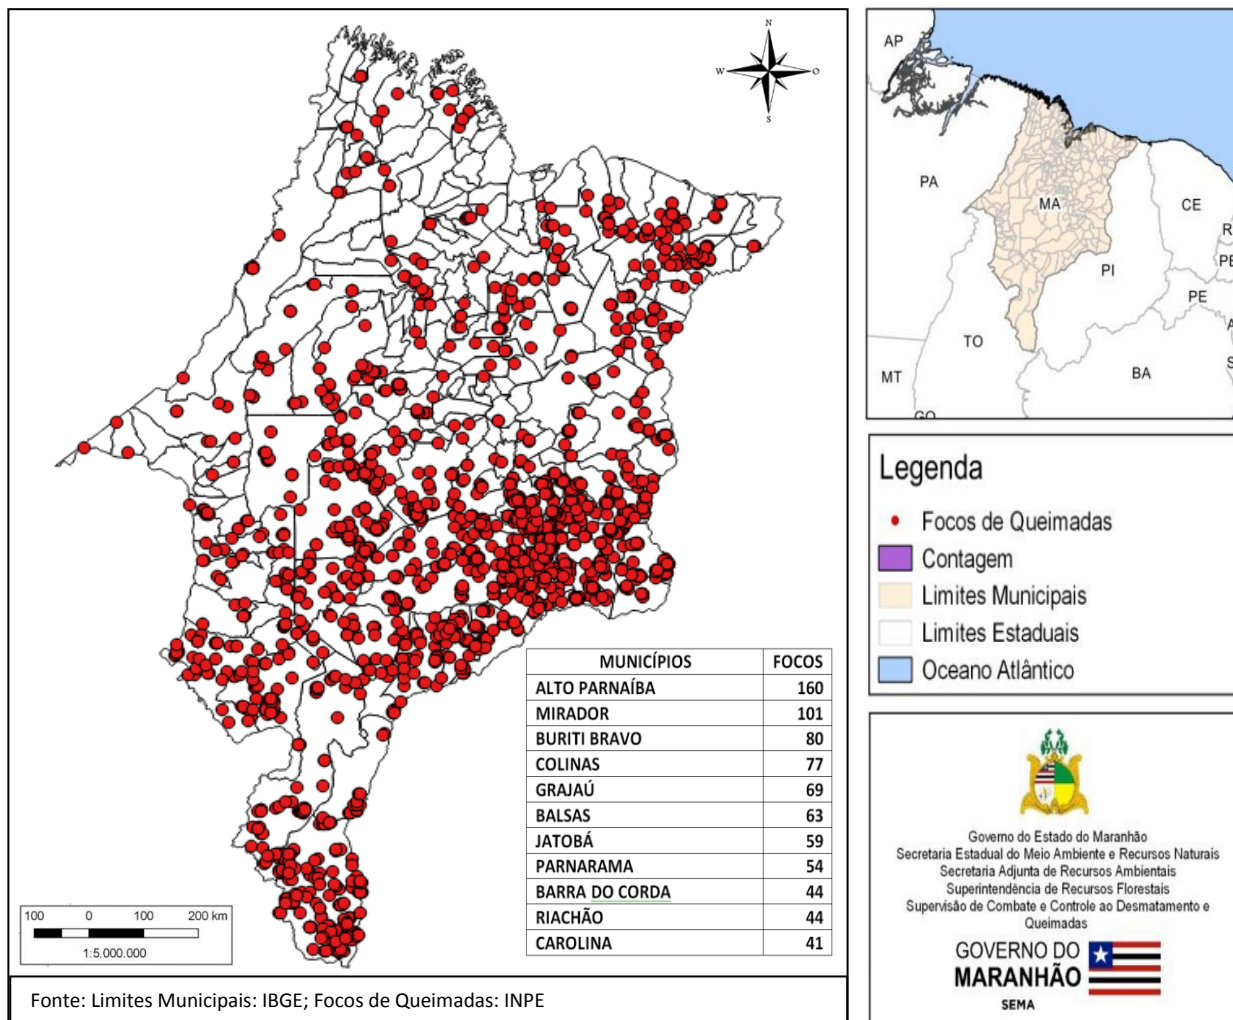 N
W
O
S
MUNICÍPIOS FOCOS
ALTO PARNAÍBA 160
MIRADOR 101
BURITI BRAVO 80
COLINAS 77
GRAJAÚ 69
BALSAS 63
JATOBÁ 59
PARNARAMA 54
BARRA DO CORDA 44
RIACHÃO 44
CAROLINA 41
100 0 100 200 km
1:5.000.000
Fonte: Limites Municipais: IBGE; Focos de Queimadas: INPE
AP
PA
MA
CE
R
PB
PI
PE
A
TO
S
MT
BA
GO
Legenda
Focos de Queimadas
Contagem
Limites Municipais
Limites Estaduais
Oceano Atlântico
Governo do Estado do Maranhão
Secretaria Estadual do Meio Ambiente e Recursos Naturais
Secretaria Adjunta de Recursos Ambientais
Superintendência de Recursos Florestais
Supervisão de Combate e Controle ao Desmatamento e
Queimadas
GOVERNO DO
MARANHÃO
SEMA